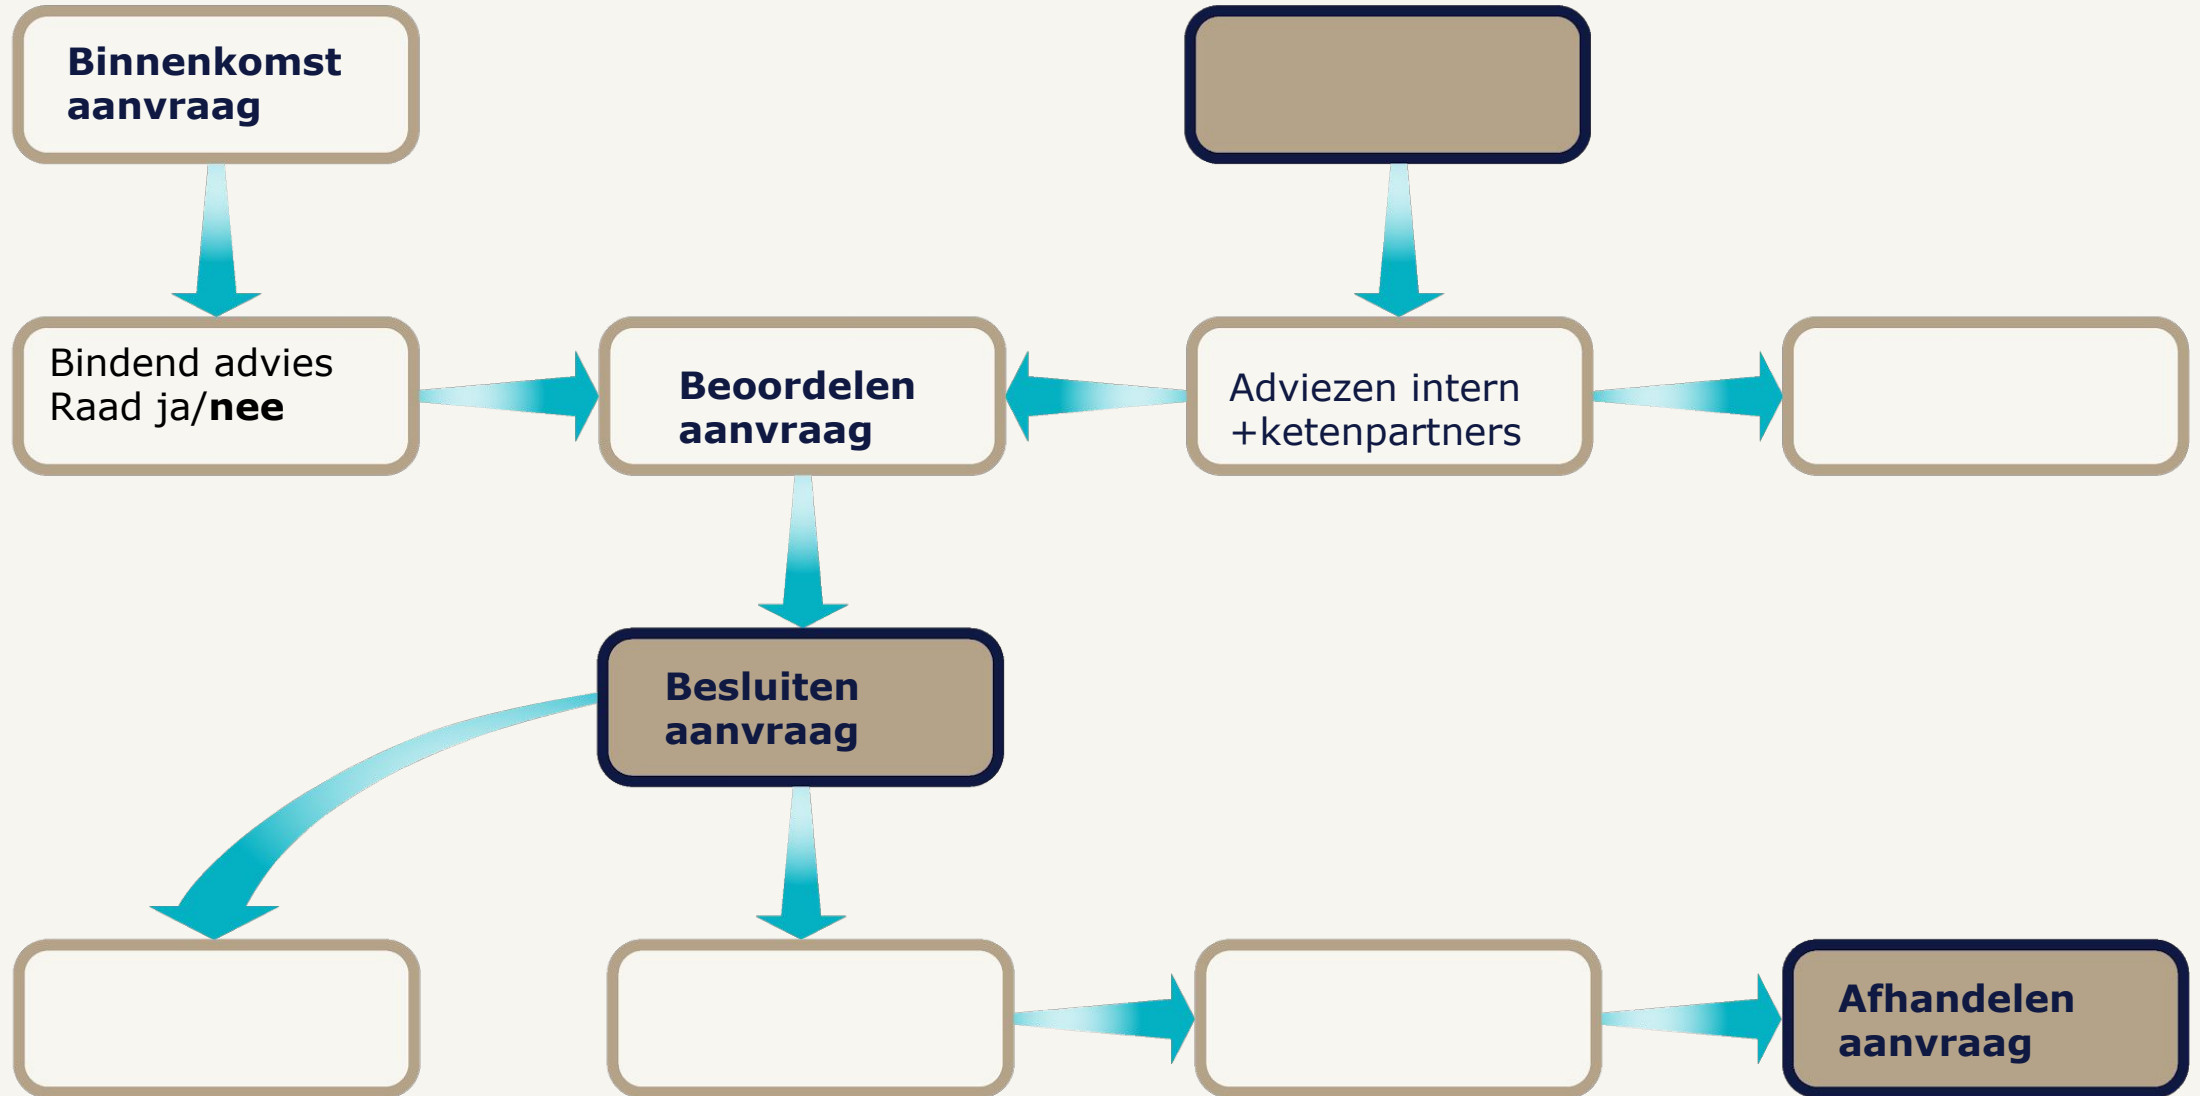 Binnenkomst
aanvraag
Bindend advies
Raad ja/nee
Beoordelen
aanvraag
Adviezen intern
+ketenpartners
Besluiten
aanvraag
Afhandelen
aanvraag